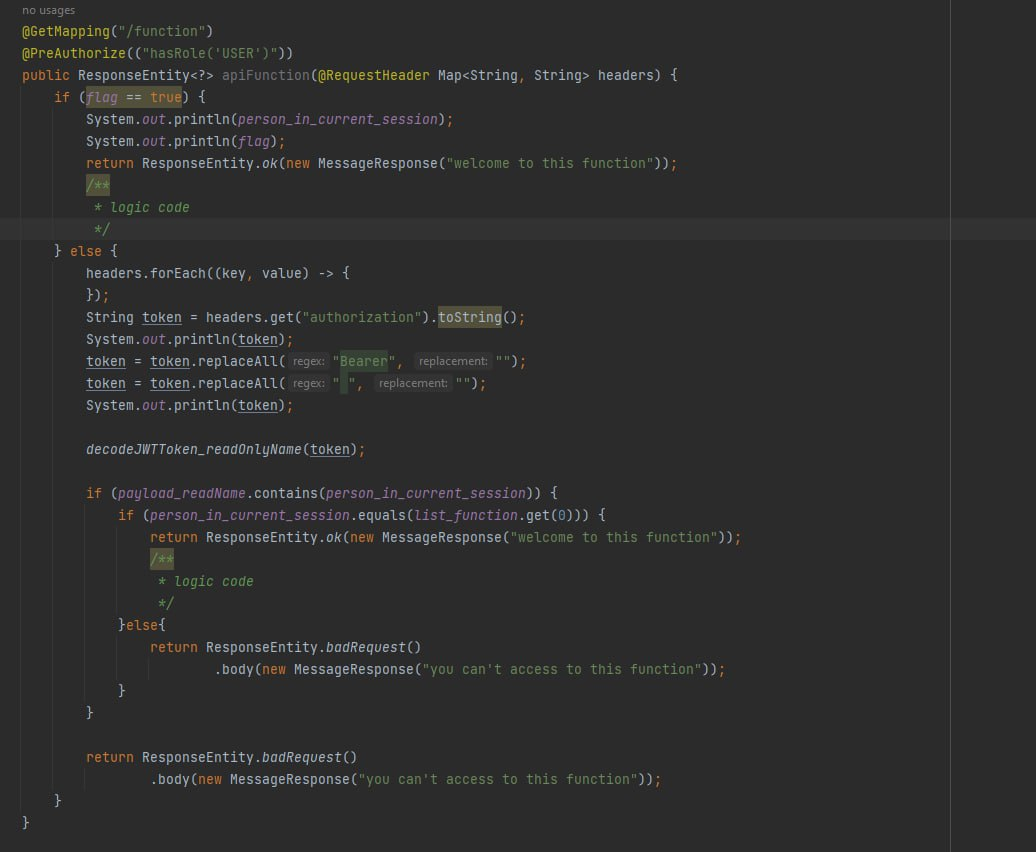 no usages
@GetMapping("/function")
@PreAuthorize(("hasRole('USER')"))
public ResponseEntity<?> apiFunction(@RequestHeader Map<String, String> headers) {
if (flag == true) {
System.out.println(person_in_current_session);
System.out.println(flag);
return ResponseEntity.ok(new MessageResponse("welcome to this function"));
/**
* logic code
*/
} else {
headers.forEach((key, value) -> {
});
String token = headers.get("authorization").toString();
System.out.println(token);
token = token.replaceAll( regex: "Bearer", replacement: "");
token = token.replaceAll( regex: " ", replacement: "");
System.out.println(token);
decodeJWTToken_readOnlyName(token);
if (payload_readName.contains(person_in_current_session)) {
if (person_in_current_session.equals(list_function.get(0))) {
return ResponseEntity.ok(new MessageResponse("welcome to this function"));
/**
* logic code
*/
}else{
return ResponseEntity.badRequest()
.body(new MessageResponse("you can't access to this function"));
}
}
return ResponseEntity.badRequest()
.body(new MessageResponse("you can't access to this function"));
}
}